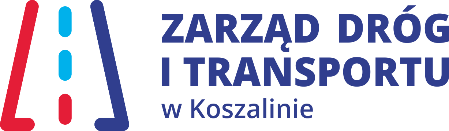 ZARZĄD DRÓG
I TRANSPORTU
w Koszalinie